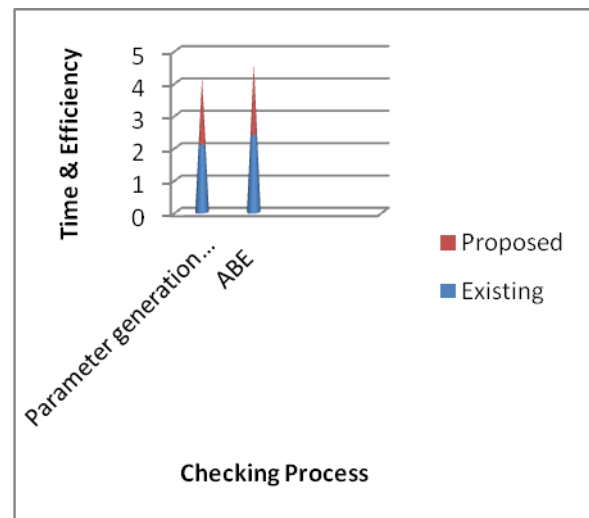 Time & Efficiency
5
4
3
2
1
0
Parameter generation...
ABE
Proposed
Existing
Checking Process